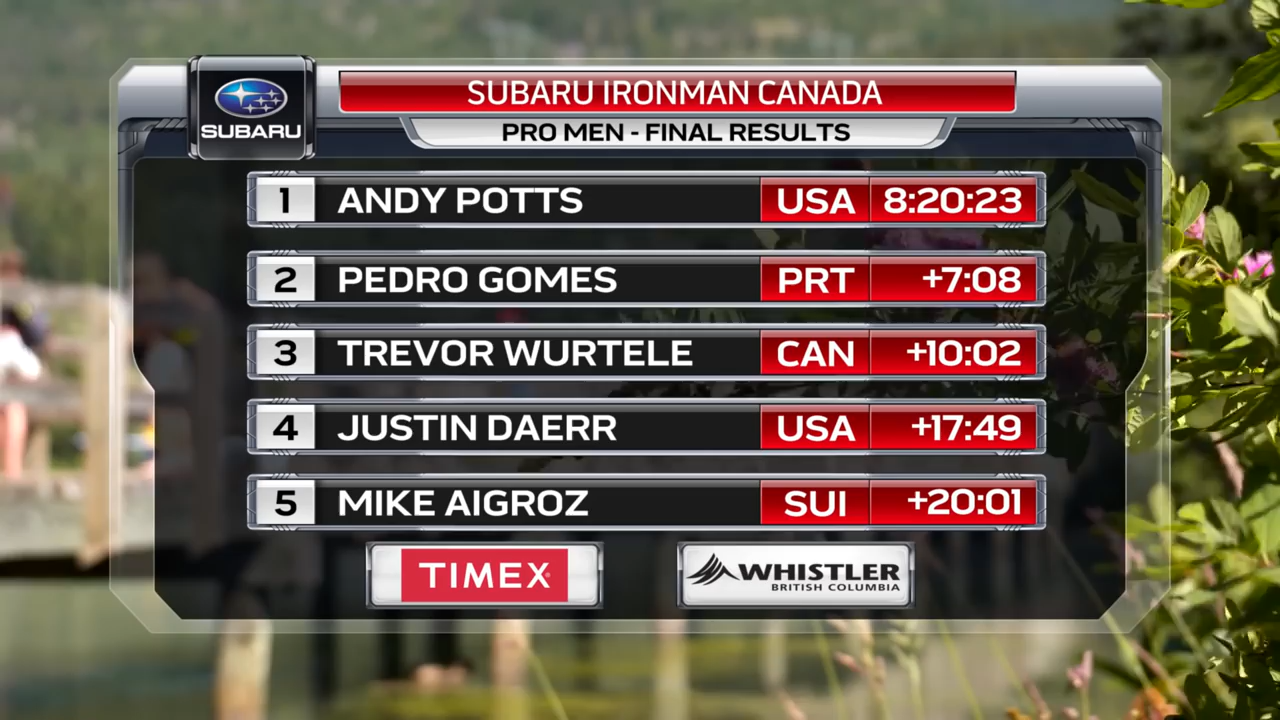 SUBARU
SUBARU IRONMAN CANADA
PRO MEN - FINAL RESULTS
1 ANDY POTTS USA 8:20:23
2 PEDRO GOMES PRT +7:08
3 TREVOR WURTELE CAN +10:02
4 JUSTIN DAERR USA +17:49
5 MIKE AIGROZ SUI +20:01
TIMEX
WHISTLER
BRITISH COLUMBIA